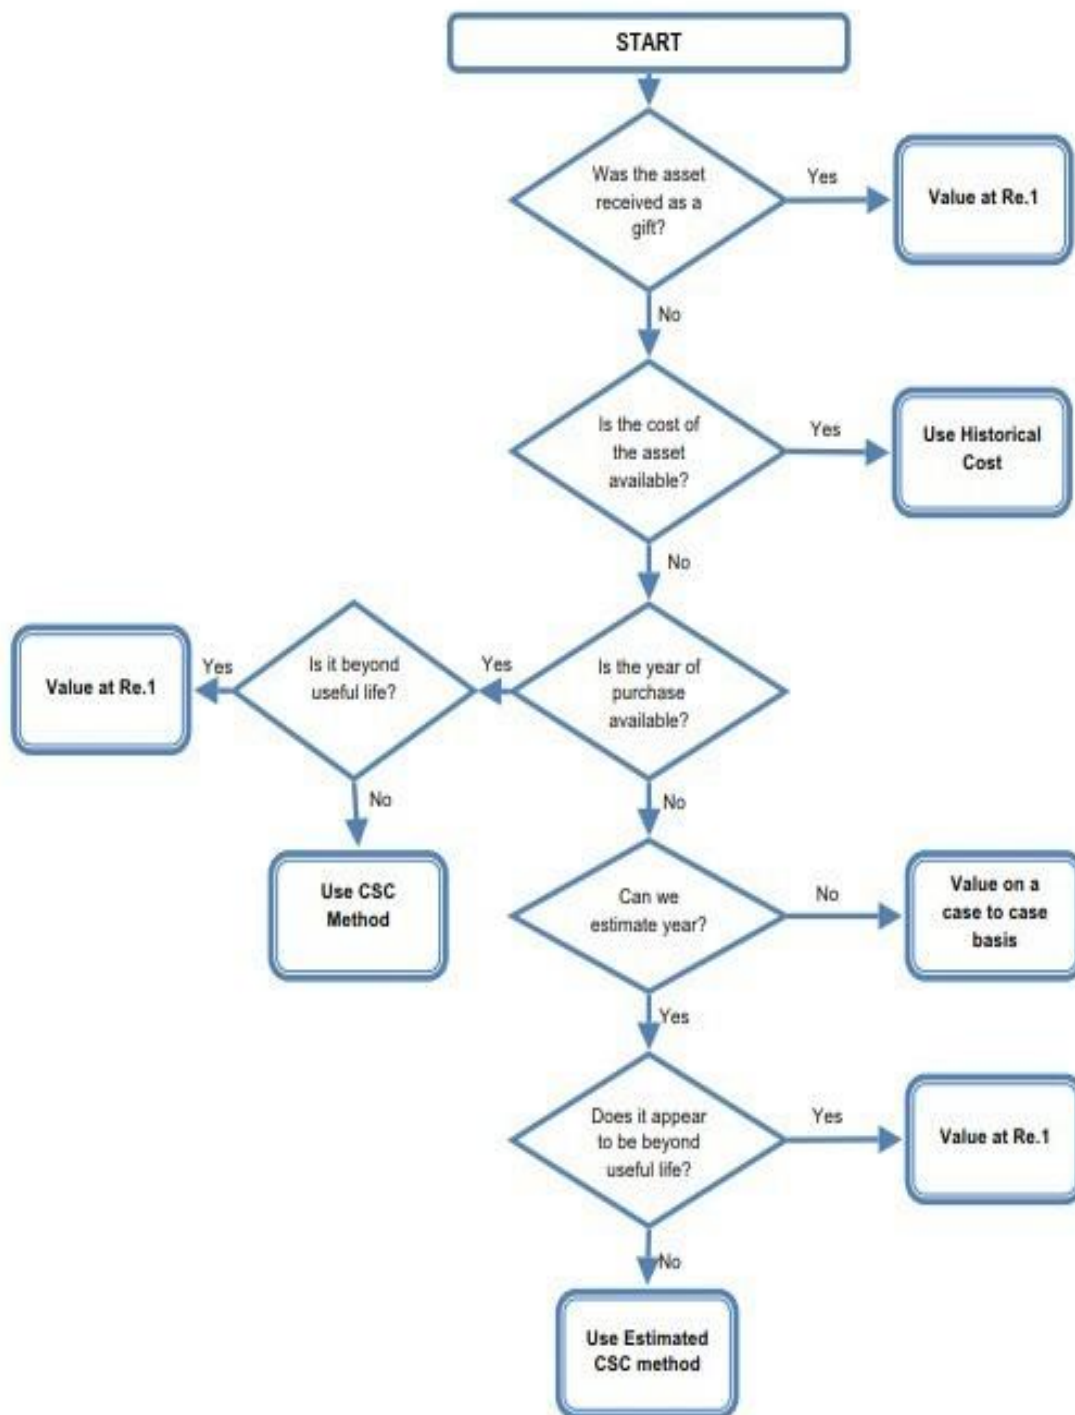 START
Was the asset
received as a
gift?
Yes
Value at Re.1
No
Is the cost of
the asset
available?
Yes
Use Historical
Cost
No
Is the year of
purchase
available?
Yes
Is it beyond
useful life?
Yes
Value at Re.1
No
Use CSC
Method
No
Can we
estimate year?
No
Value on a
case to case
basis
Yes
Does it appear
to be beyond
useful life?
Yes
Value at Re.1
No
Use Estimated
CSC method